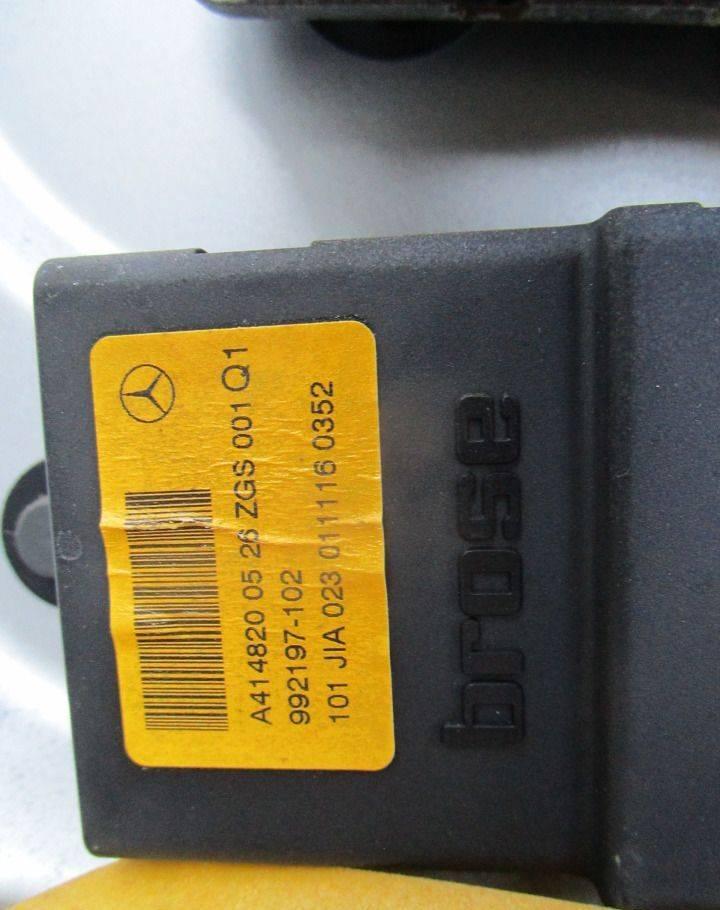 A414820 05 26 ZGS 001 Q1
992197-102
101 JIA 023 011116 0352
brose